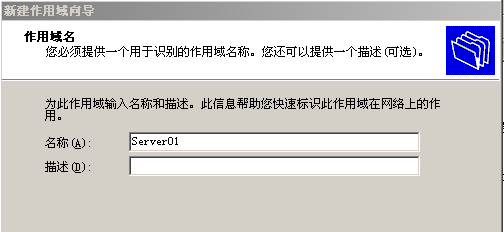 新建作用域向导
作用域名
您必须提供一个用于识别的作用域名称。您还可以提供一个描述(可选)。
为此作用域输入名称和描述。此信息帮助您快速标识此作用域在网络上的作
用。
名称(A): Server01
描述(D):